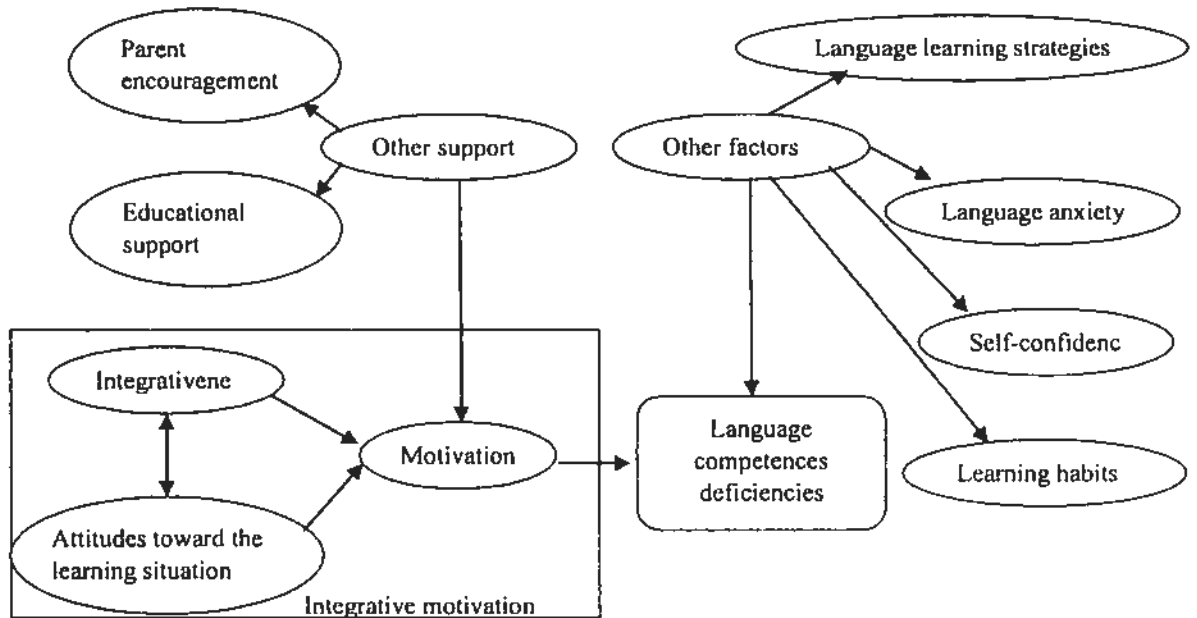 Parent
encouragement
Language learning strategies
Other support
Other factors
Educational
support
Language anxiety
Self-confidenc
Integrativene
Motivation
Language
competences
deficiencies
Learning habits
Attitudes toward the
learning situation
Integrative motivation